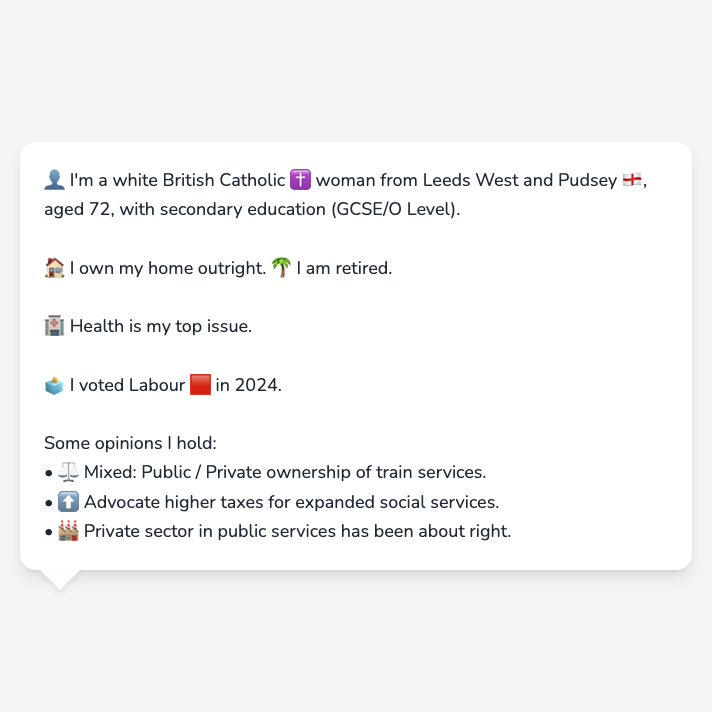 👤 I'm a white British Catholic ✝️ woman from Leeds West and Pudsey 🏴󠁧󠁢󠁥󠁮󠁧󠁿,
aged 72, with secondary education (GCSE/O Level).
🏠 I own my home outright. 🌴 I am retired.
🏥 Health is my top issue.
🗳️ I voted Labour 🟥 in 2024.
Some opinions I hold:
• ⚖️ Mixed: Public / Private ownership of train services.
• ⬆️ Advocate higher taxes for expanded social services.
• 🏭 Private sector in public services has been about right.